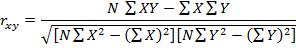 r_xy = (N ∑ XY − ∑ X ∑ Y) / √([N ∑ X² − (∑ X)²][N ∑ Y² − (∑ Y)²])